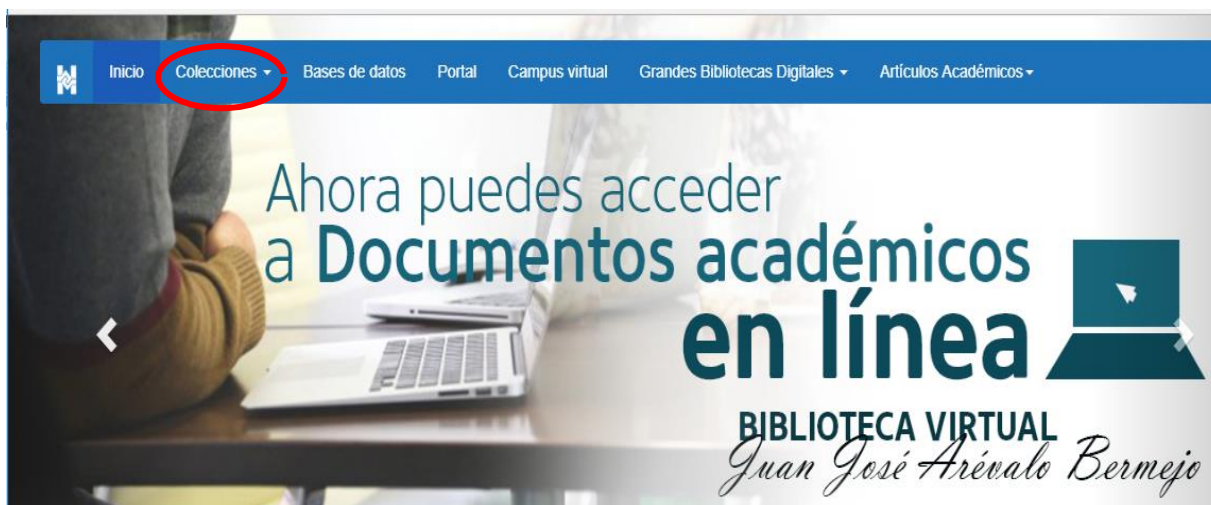 Inicio Colecciones Bases de datos Portal Campus virtual Grandes Bibliotecas Digitales Artículos Académicos
Ahora puedes acceder
a Documentos académicos
en línea
BIBLIOTECA VIRTUAL
Juan José Arévalo Bermejo